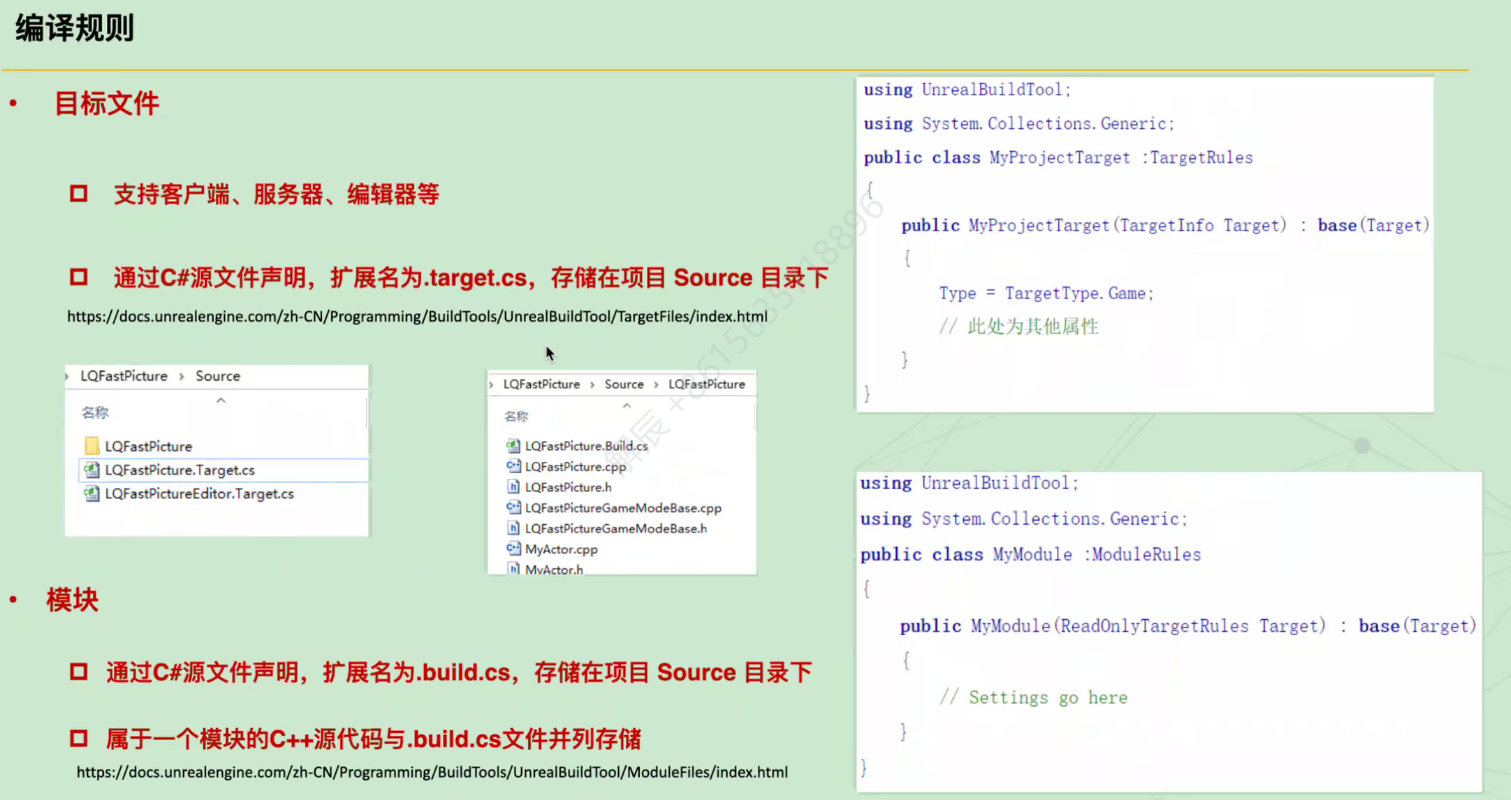 编译规则
• 目标文件
支持客户端、服务器、编辑器等
通过C#源文件声明，扩展名为.target.cs，存储在项目 Source 目录下
https://docs.unrealengine.com/zh-CN/Programming/BuildTools/UnrealBuildTool/TargetFiles/index.html
› LQFastPicture › Source
名称
LQFastPicture
LQFastPicture.Target.cs
LQFastPictureEditor.Target.cs
› LQFastPicture › Source › LQFastPicture
名称
LQFastPicture.Build.cs
LQFastPicture.cpp
LQFastPicture.h
LQFastPictureGameModeBase.cpp
LQFastPictureGameModeBase.h
MyActor.cpp
MyActor.h
• 模块
通过C#源文件声明，扩展名为.build.cs，存储在项目 Source 目录下
属于一个模块的C++源代码与.build.cs文件并列存储
https://docs.unrealengine.com/zh-CN/Programming/BuildTools/UnrealBuildTool/ModuleFiles/index.html
using UnrealBuildTool;
using System.Collections.Generic;
public class MyProjectTarget :TargetRules
{
public MyProjectTarget(TargetInfo Target) : base(Target)
{
Type = TargetType.Game;
// 此处为其他属性
}
}
using UnrealBuildTool;
using System.Collections.Generic;
public class MyModule :ModuleRules
{
public MyModule(ReadOnlyTargetRules Target) : base(Target)
{
// Settings go here
}
}